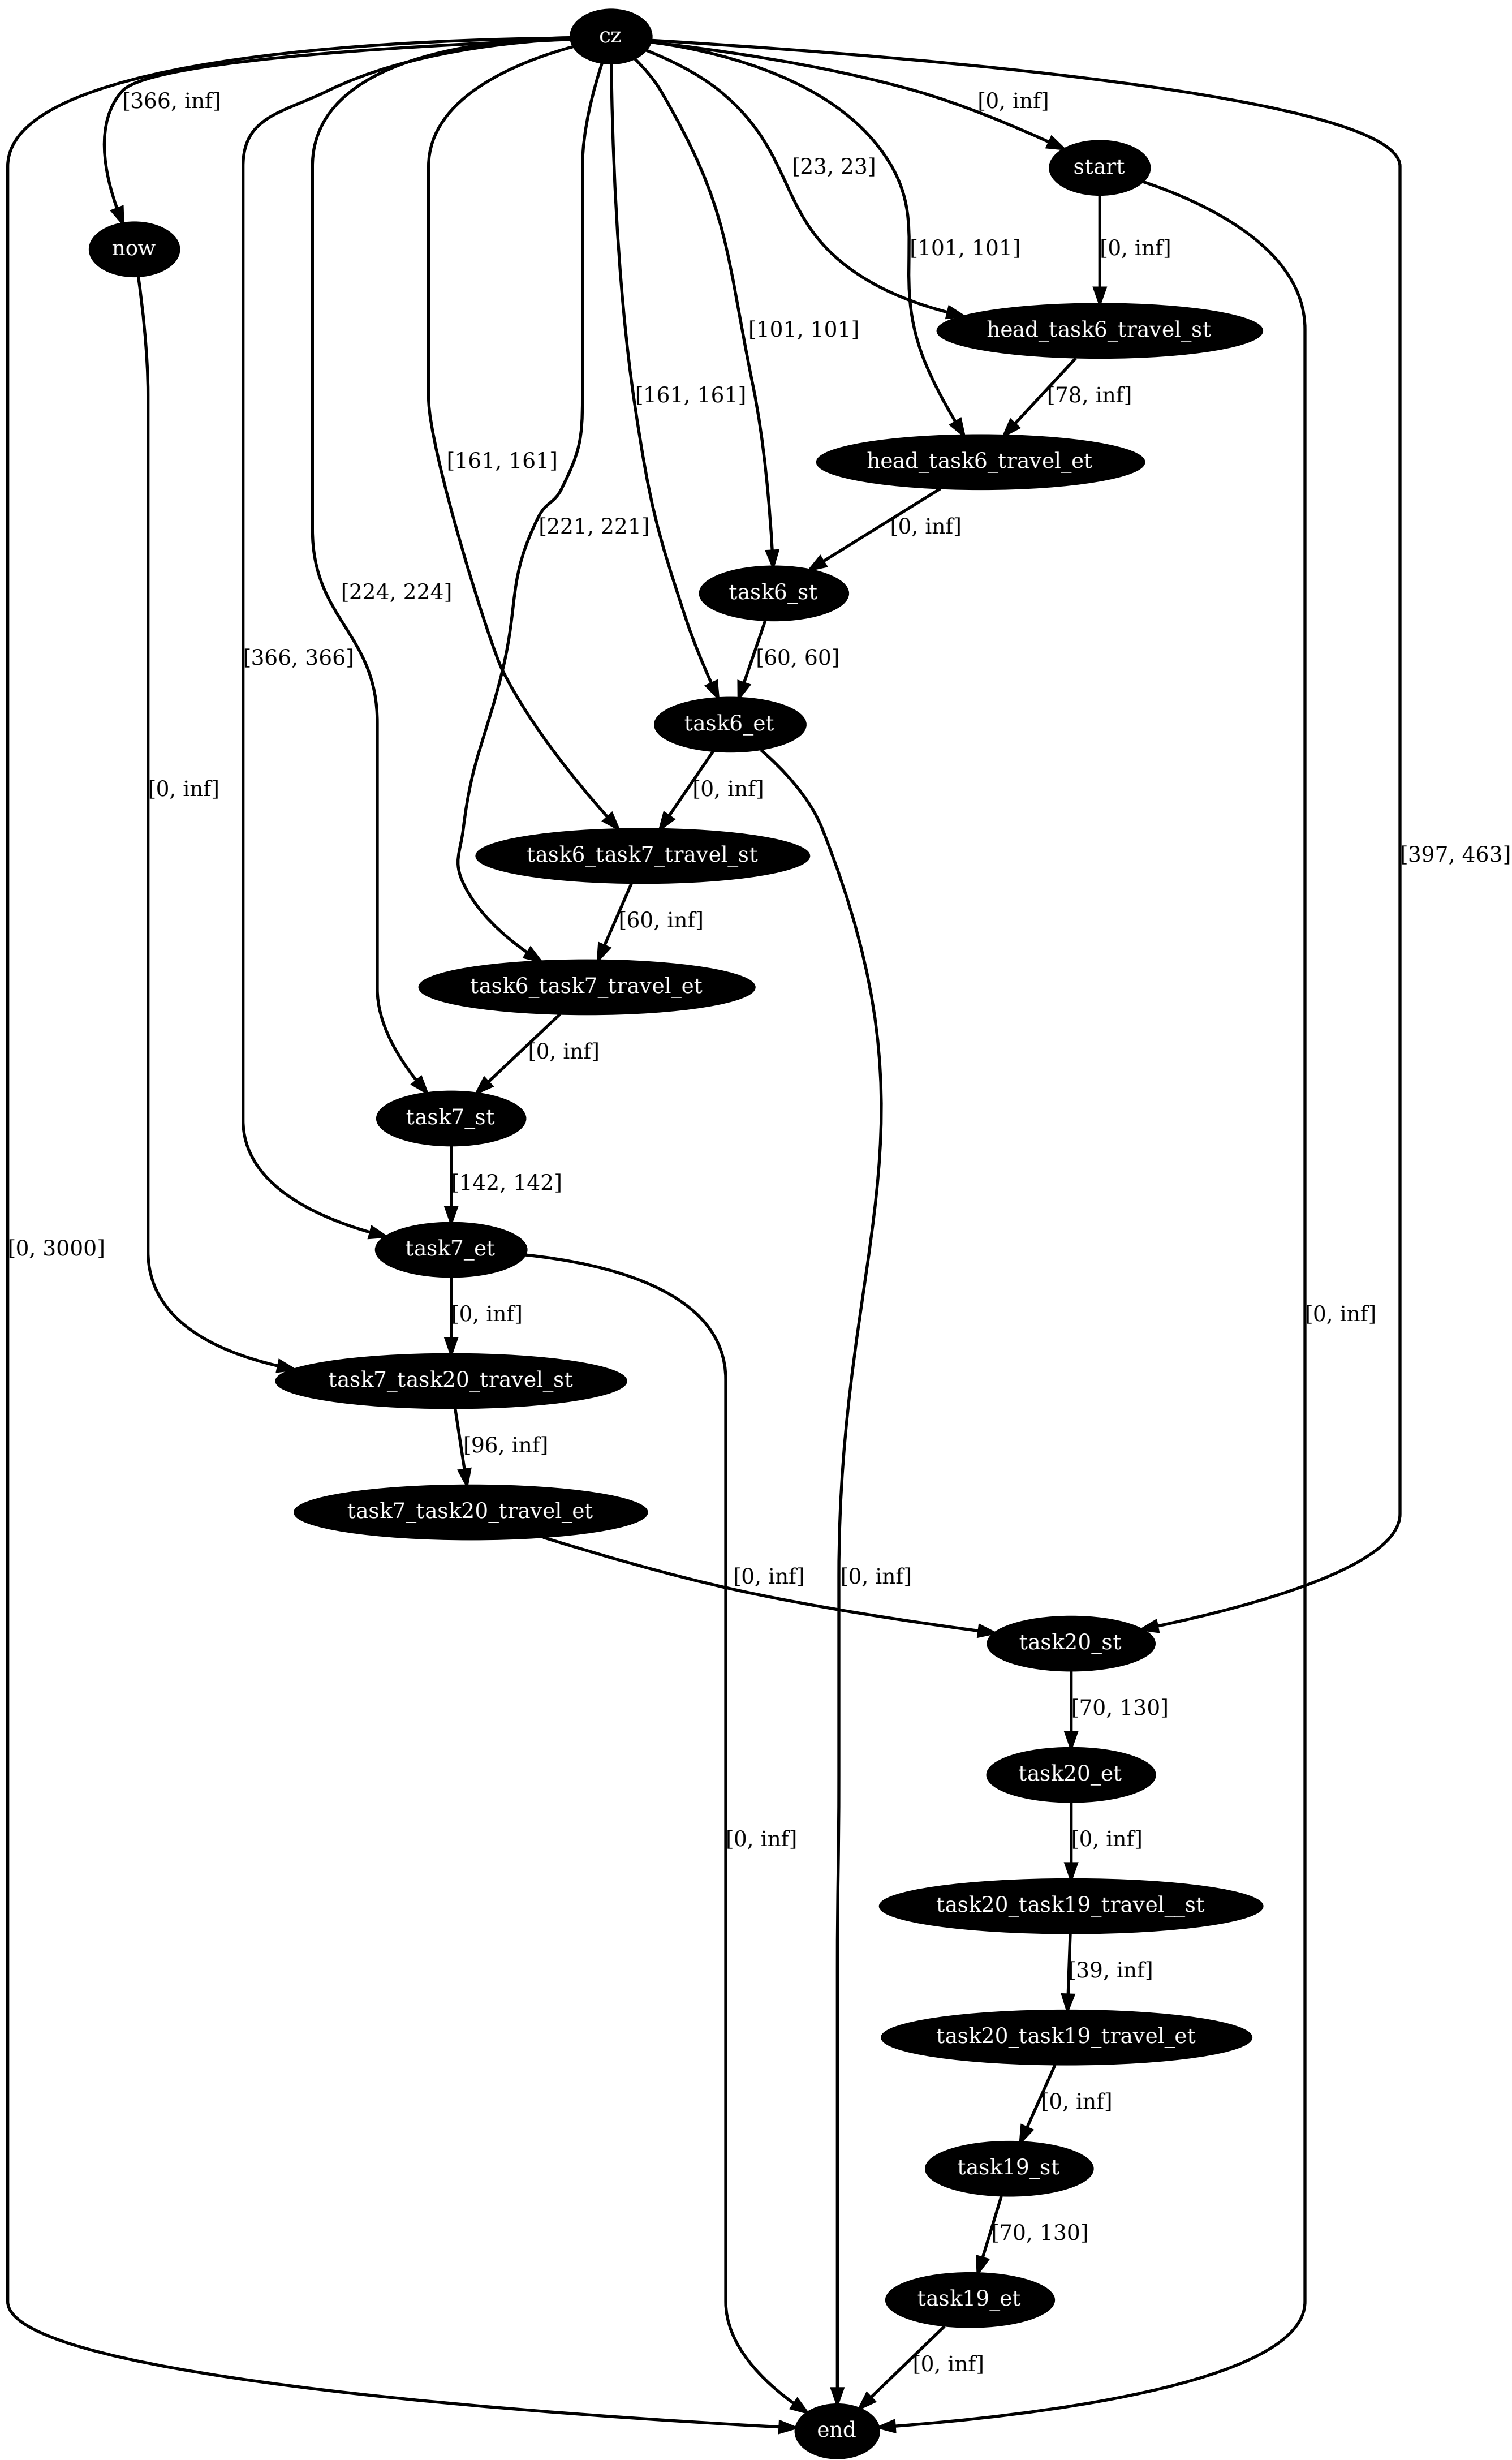 cz
[366, inf]
[0, inf]
start
[23, 23]
now
[101, 101]
[0, inf]
head_task6_travel_st
[101, 101]
[161, 161]
[78, inf]
[161, 161]
head_task6_travel_et
[221, 221]
[0, inf]
[224, 224]
task6_st
[366, 366]
[60, 60]
task6_et
[0, inf]
[0, inf]
task6_task7_travel_st
[397, 463]
[60, inf]
task6_task7_travel_et
[0, inf]
task7_st
[142, 142]
[0, 3000]
task7_et
[0, inf]
[0, inf]
task7_task20_travel_st
[96, inf]
task7_task20_travel_et
[0, inf]
[0, inf]
task20_st
[70, 130]
task20_et
[0, inf]
[0, inf]
task20_task19_travel__st
[39, inf]
task20_task19_travel_et
[0, inf]
task19_st
[70, 130]
task19_et
[0, inf]
end